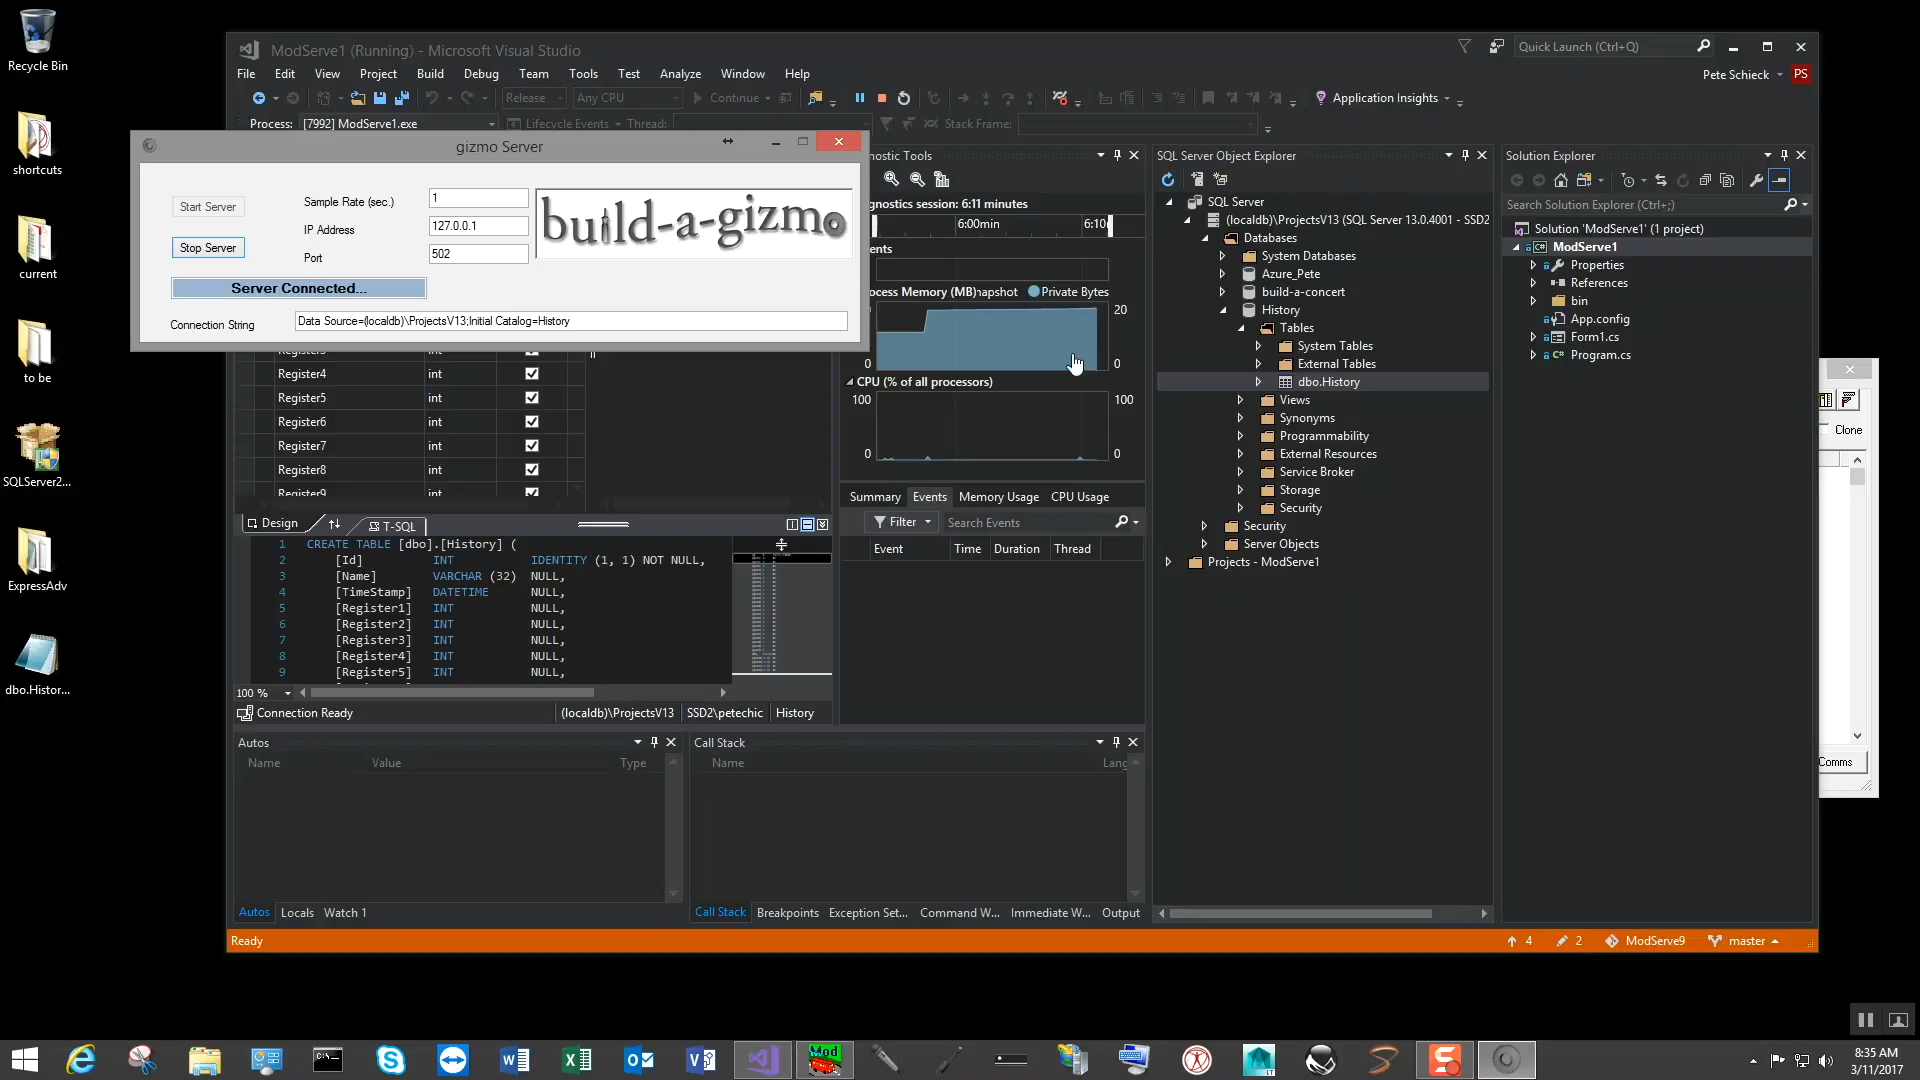 Recycle Bin
shortcuts
current
to be
SQLServer2...
ExpressAdv
dbo.Histor...
ModServe1 (Running) - Microsoft Visual Studio
Quick Launch (Ctrl+Q)
File Edit View Project Build Debug Team Tools Test Analyze Window Help
Pete Schieck PS
Release Any CPU Continue Application Insights
Process: [7992] ModServe1.exe Lifecycle Events Thread: Stack Frame:
gizmo Server
Start Server
Stop Server
Sample Rate (sec.) 1
IP Address 127.0.0.1
Port 502
build-a-gizmo
Server Connected...
Connection String Data Source=(localdb)\ProjectsV13;Initial Catalog=History
Register4 int
Register5 int
Register6 int
Register7 int
Register8 int
Register9 int
Design T-SQL
1 CREATE TABLE [dbo].[History] (
2 [Id] INT IDENTITY (1, 1) NOT NULL,
3 [Name] VARCHAR (32) NULL,
4 [TimeStamp] DATETIME NULL,
5 [Register1] INT NULL,
6 [Register2] INT NULL,
7 [Register3] INT NULL,
8 [Register4] INT NULL,
9 [Register5] INT NULL,
100 %
Connection Ready (localdb)\ProjectsV13 SSD2\petechic History
nostic Tools
gnostics session: 6:11 minutes
6:00min 6:10
ents
ocess Memory (MB) napshot Private Bytes
20 
0 0
CPU (% of all processors)
100 100
0 0
Summary Events Memory Usage CPU Usage
Filter Search Events
Event Time Duration Thread
SQL Server Object Explorer
SQL Server
(localdb)\ProjectsV13 (SQL Server 13.0.4001 - SSD2
Databases
System Databases
Azure_Pete
build-a-concert
History
Tables
System Tables
External Tables
dbo.History
Views
Synonyms
Programmability
External Resources
Service Broker
Storage
Security
Security
Server Objects
Projects - ModServe1
Solution Explorer
Search Solution Explorer (Ctrl+;)
Solution 'ModServe1' (1 project)
ModServe1
Properties
References
bin
App.config
Form1.cs
Program.cs
Clone
Comms
Autos
Name Value Type
Autos Locals Watch 1
Call Stack
Name Lang
Call Stack Breakpoints Exception Set... Command W... Immediate W... Output
Ready 4 2 ModServe9 master
Mod
8:35 AM
3/11/2017